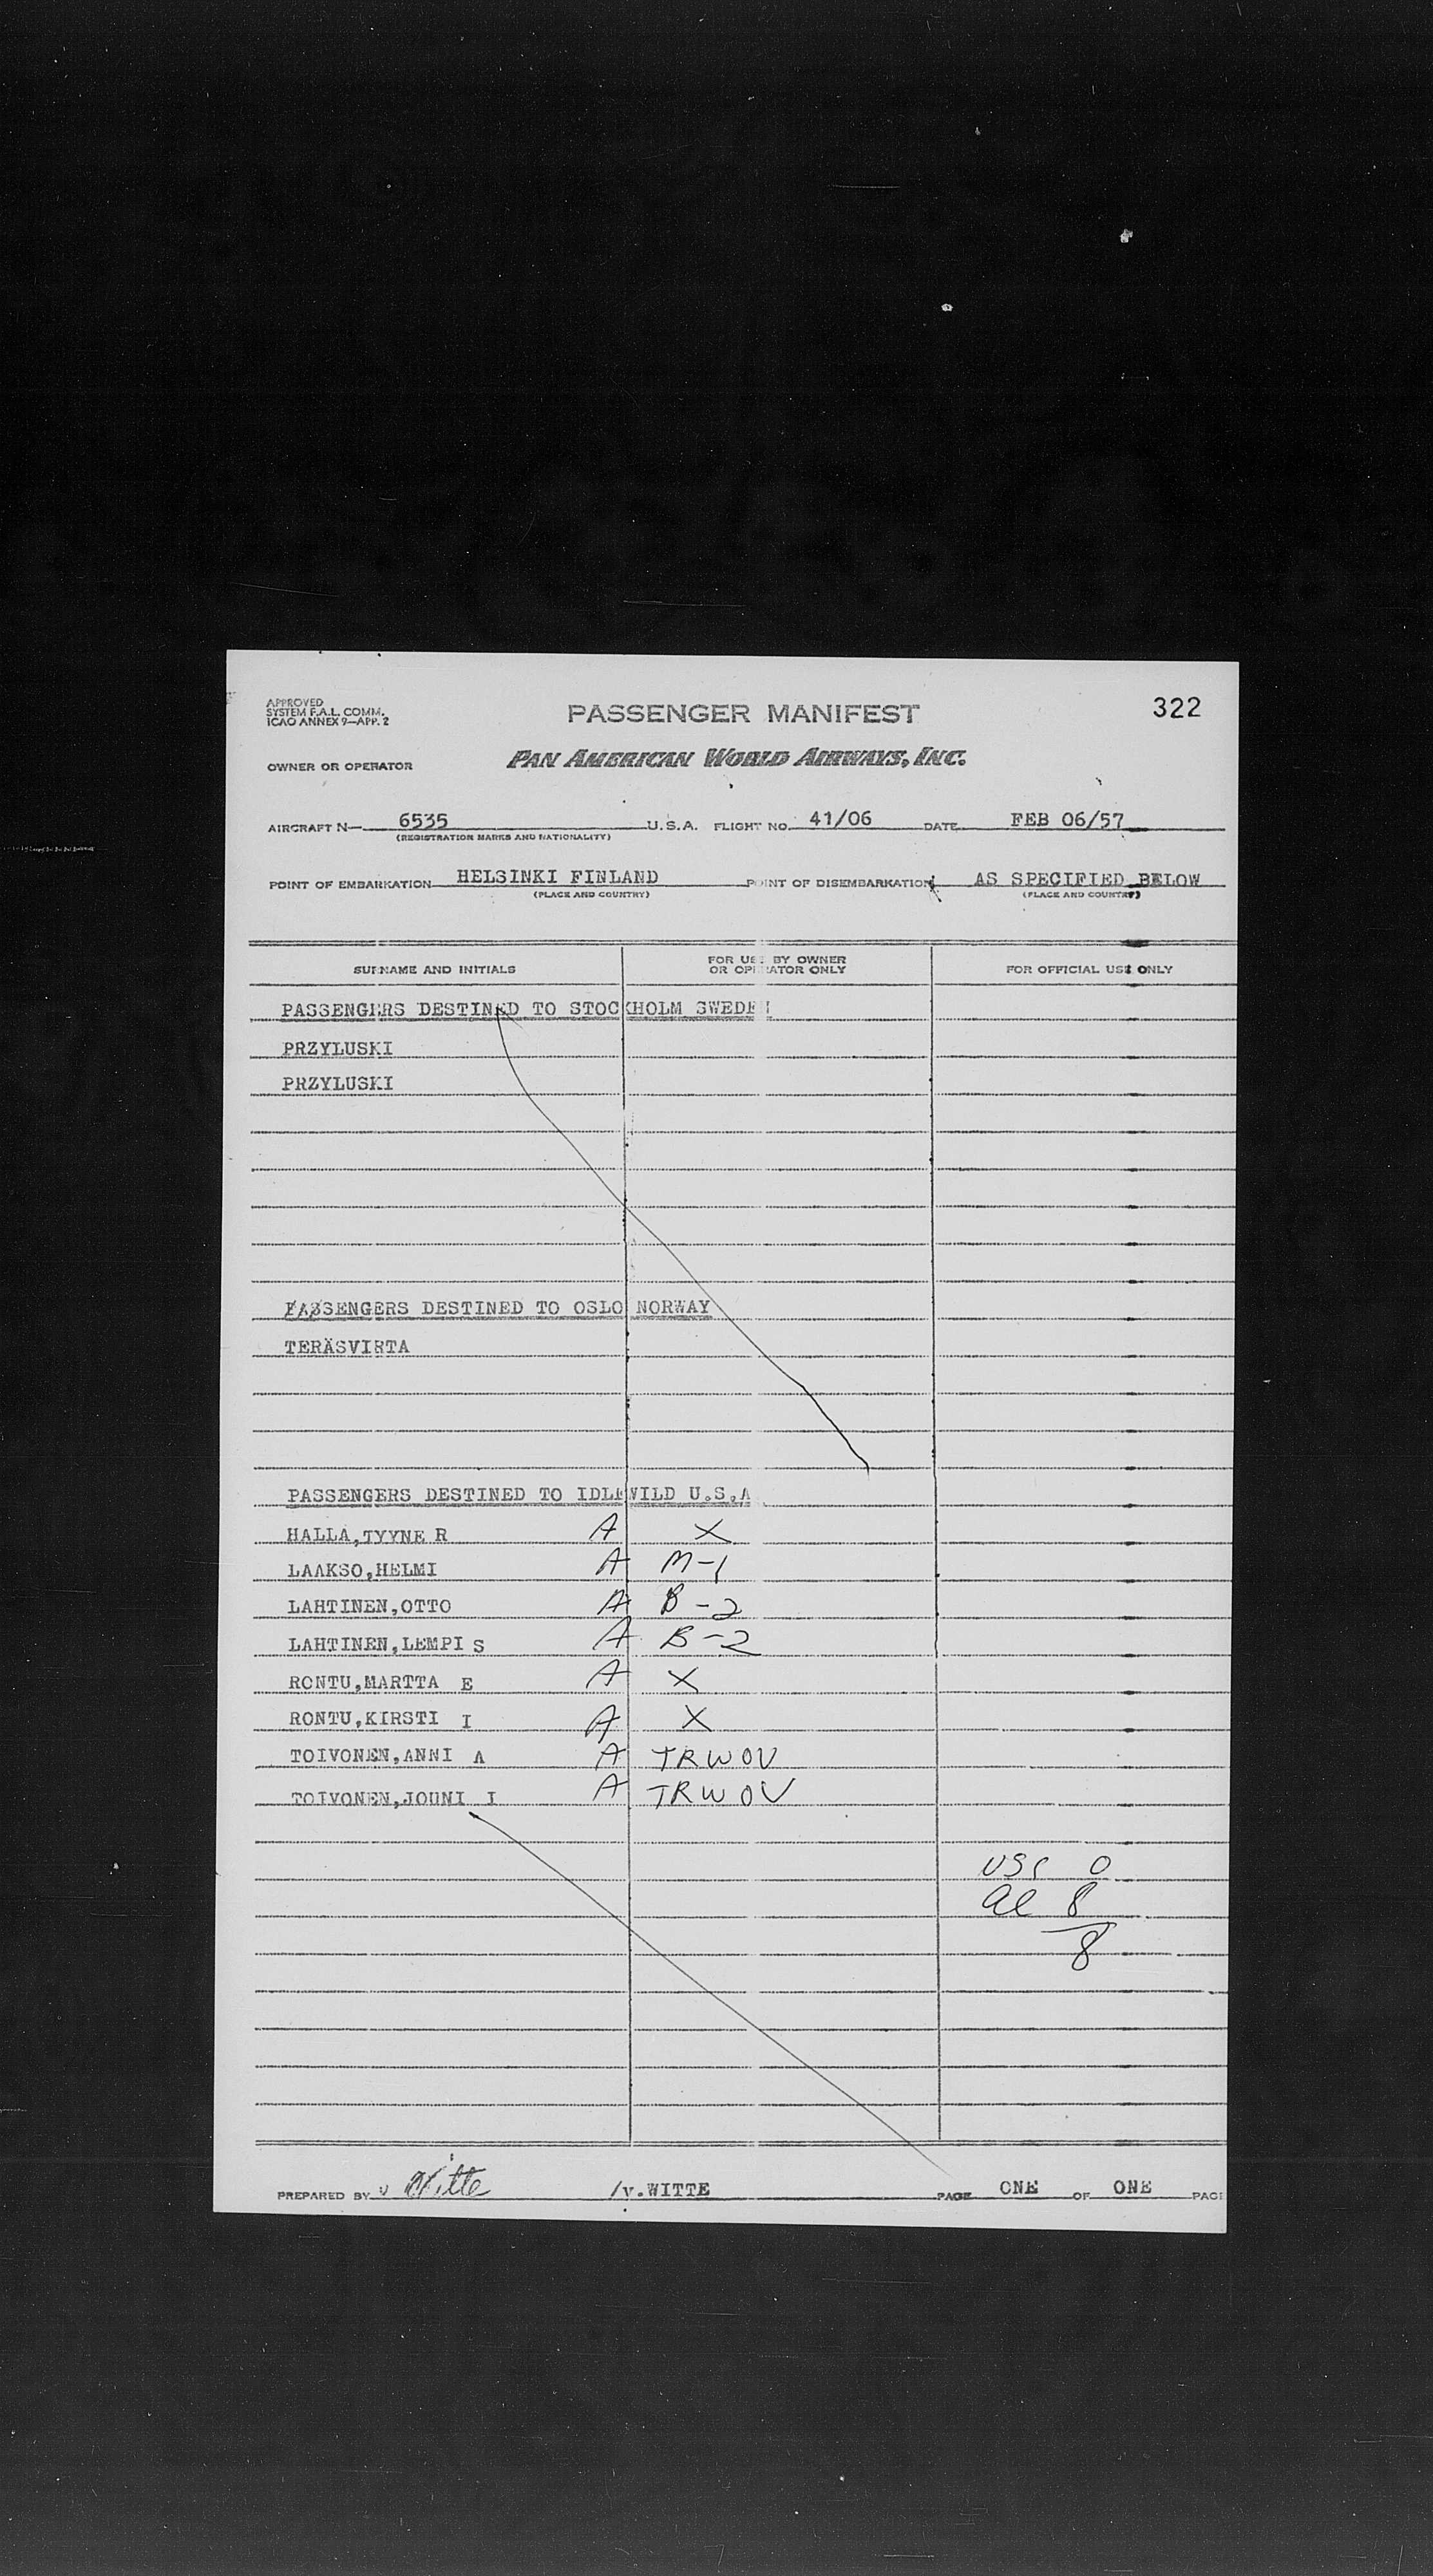 APPROVED
SYSTEM F.A.L. COMM.
ICAO ANNEX 9—APP. 2
PASSENGER MANIFEST
322
OWNER OR OPERATOR
PAN AMERICAN WORLD AIRWAYS, INC.
AIRCRAFT N— 6535 U.S.A. FLIGHT NO. 41/06 DATE FEB 06/57
(REGISTRATION MARKS AND NATIONALITY)
POINT OF EMBARKATION HELSINKI FINLAND POINT OF DISEMBARKATION AS SPECIFIED BELOW
(PLACE AND COUNTRY) (PLACE AND COUNTRY)
SURNAME AND INITIALS
FOR USE BY OWNER
OR OPERATOR ONLY
FOR OFFICIAL USE ONLY
PASSENGERS DESTINED TO STOCKHOLM SWEDEN
PRZYLUSKI
PRZYLUSKI
PASSENGERS DESTINED TO OSLO NORWAY
TERÄSVIRTA
PASSENGERS DESTINED TO IDLEWILD U.S.A
HALLA,TYYNE R A X
LAAKSO,HELMI A M-1
LAHTINEN,OTTO A B-2
LAHTINEN,LEMPI S A B-2
RONTU,MARTTA E A X
RONTU,KIRSTI I A X
TOIVONEN,ANNI A A TRWOV
TOIVONEN,JOUNI I A TRWOV
USC 0
al 8
8
PREPARED BY v Witte /v.WITTE PAGE ONE OF ONE PAGE